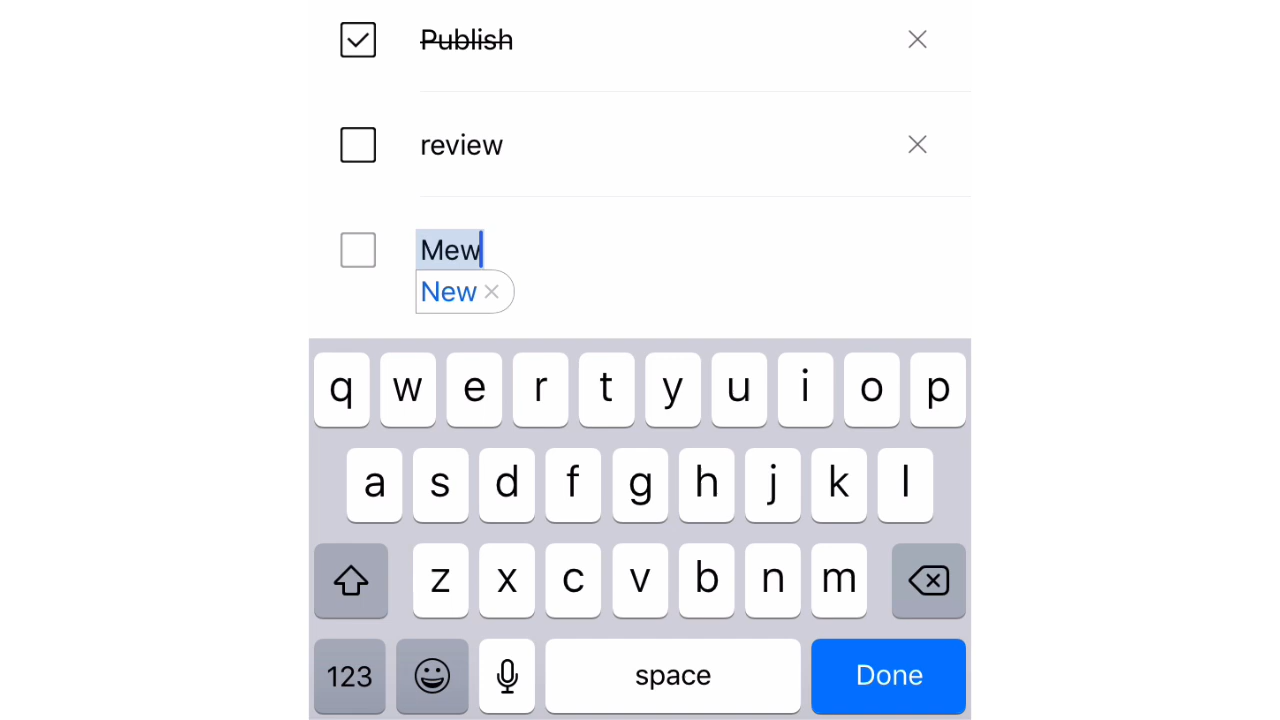 Publish
review
Mew
New
q w e r t y u i o p
a s d f g h j k l
z x c v b n m
123 space Done